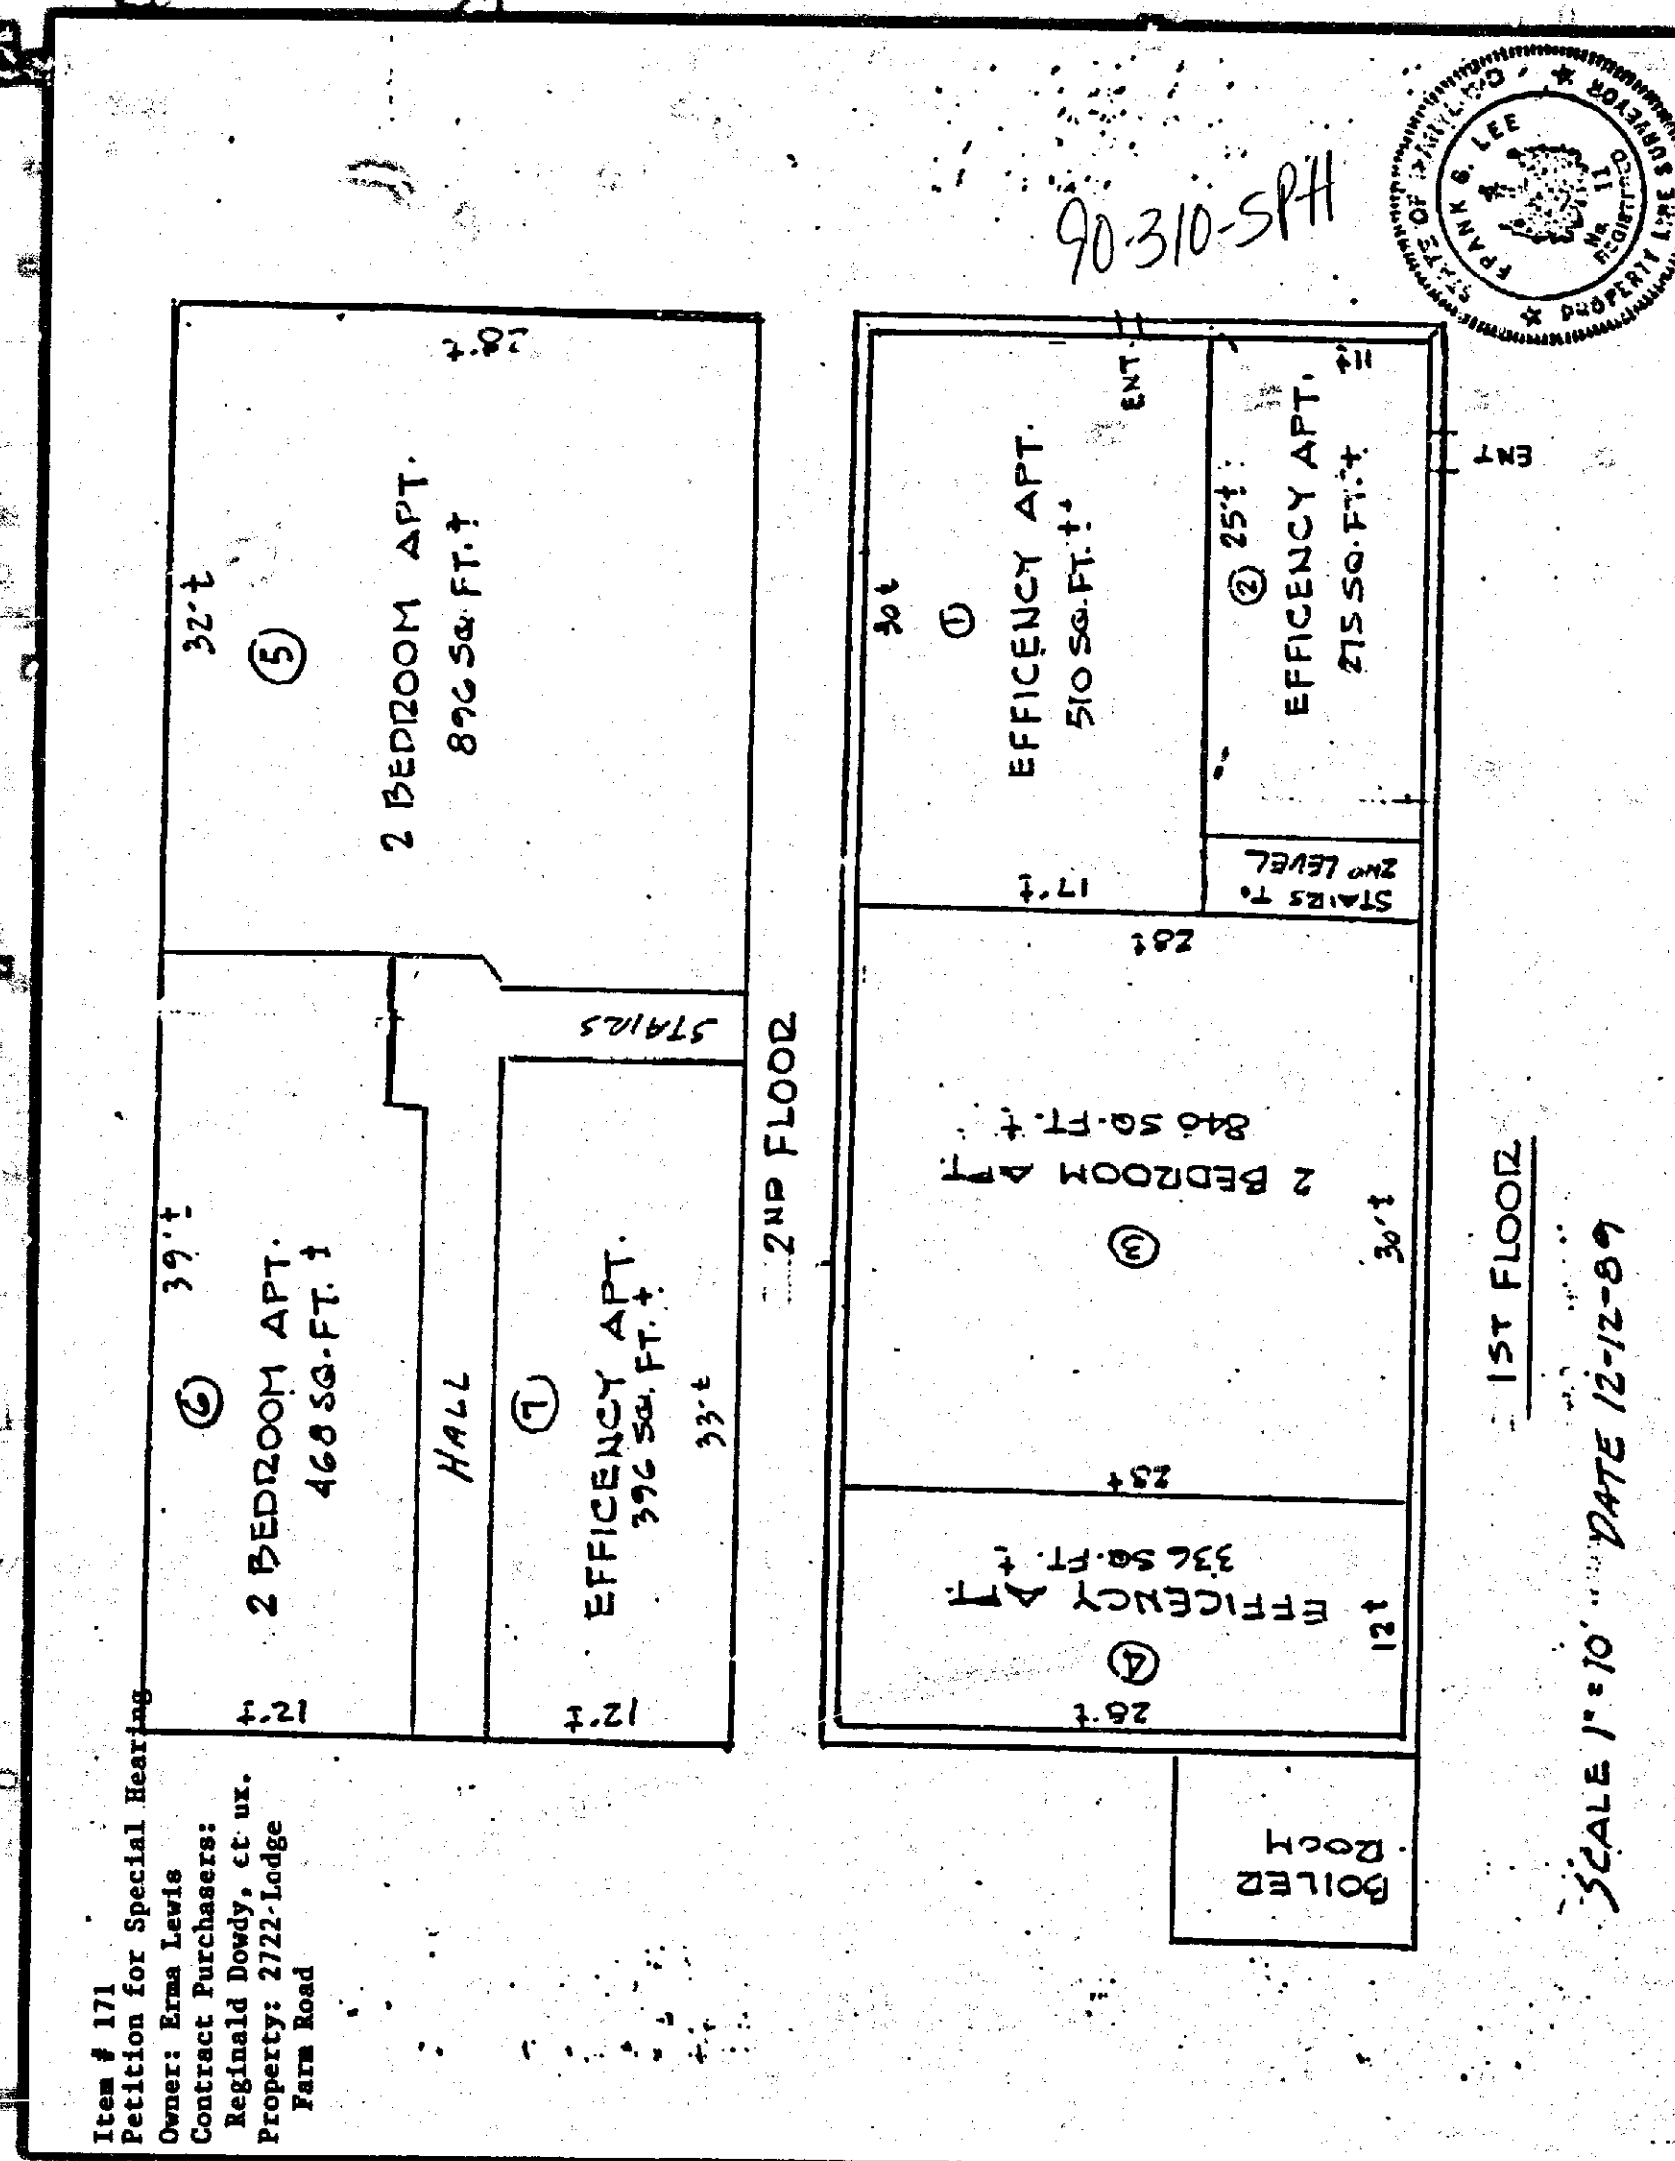 Item # 171
Petition for Special Hearing
Owner: Erma Lewis
Contract Purchasers:
Reginald Dowdy, et ux.
Property: 2722 Lodge
Farm Road
39'±
⑥
2 BEDROOM APT.
468 SQ. FT. ±
12'±
HALL
⑦
EFFICENCY APT.
396 SQ. FT. ±
33'±
12'±
STAIRS
32'±
⑤
2 BEDROOM APT.
896 SQ. FT. ±
28'±
2ND FLOOR
30'±
①
EFFICENCY APT.
510 SQ. FT. ±
17'±
ENT.
② 25'±
EFFICENCY APT.
275 SQ. FT. ±
11'±
ENT
STAIRS TO
2ND LEVEL
28'±
840 SQ. FT. ±
2 BEDROOM APT.
③
30'±
28'±
336 SQ. FT. ±
EFFICENCY APT.
④
12'±
28'±
BOILER
ROOM
1ST FLOOR
SCALE 1"=10' DATE 12-12-89
90-310-SPH
STATE OF MARYLAND
FRANK S. LEE
No. 11
REGISTERED
PROPERTY LINE SURVEYOR